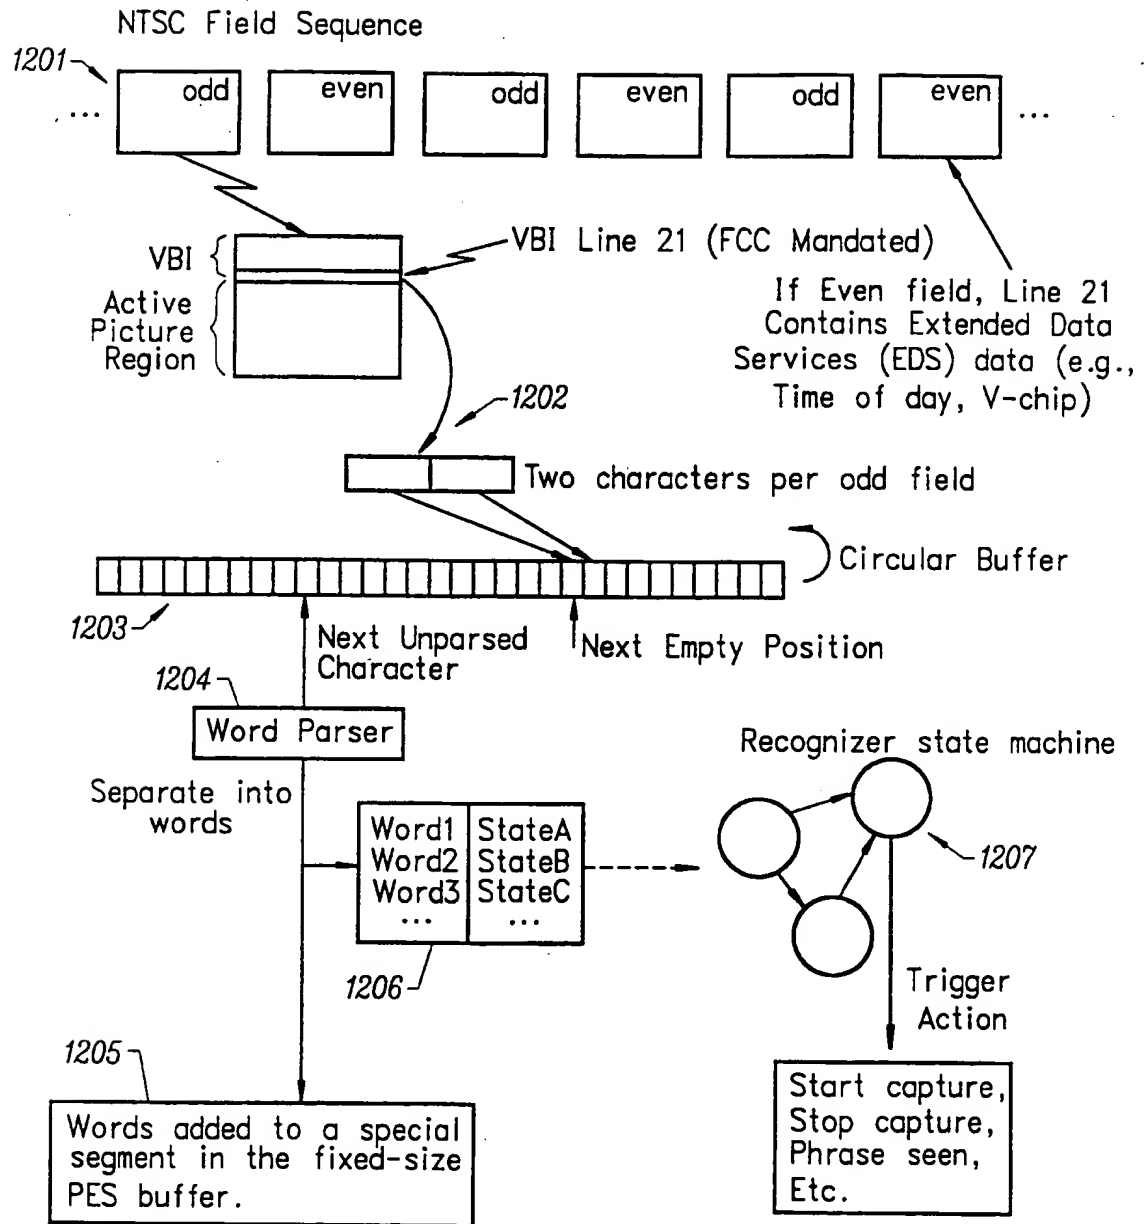 NTSC Field Sequence
1201
... odd even odd even odd even ...
VBI
VBI Line 21 (FCC Mandated)
Active
Picture
Region
If Even field, Line 21
Contains Extended Data
Services (EDS) data (e.g.,
Time of day, V-chip)
1202
Two characters per odd field
Circular Buffer
1203
Next Unparsed
Character
Next Empty Position
1204
Word Parser
Separate into
words
Word1 StateA
Word2 StateB
Word3 StateC
... ...
1206
Recognizer state machine
1207
Trigger
Action
1205
Words added to a special
segment in the fixed-size
PES buffer.
Start capture,
Stop capture,
Phrase seen,
Etc.